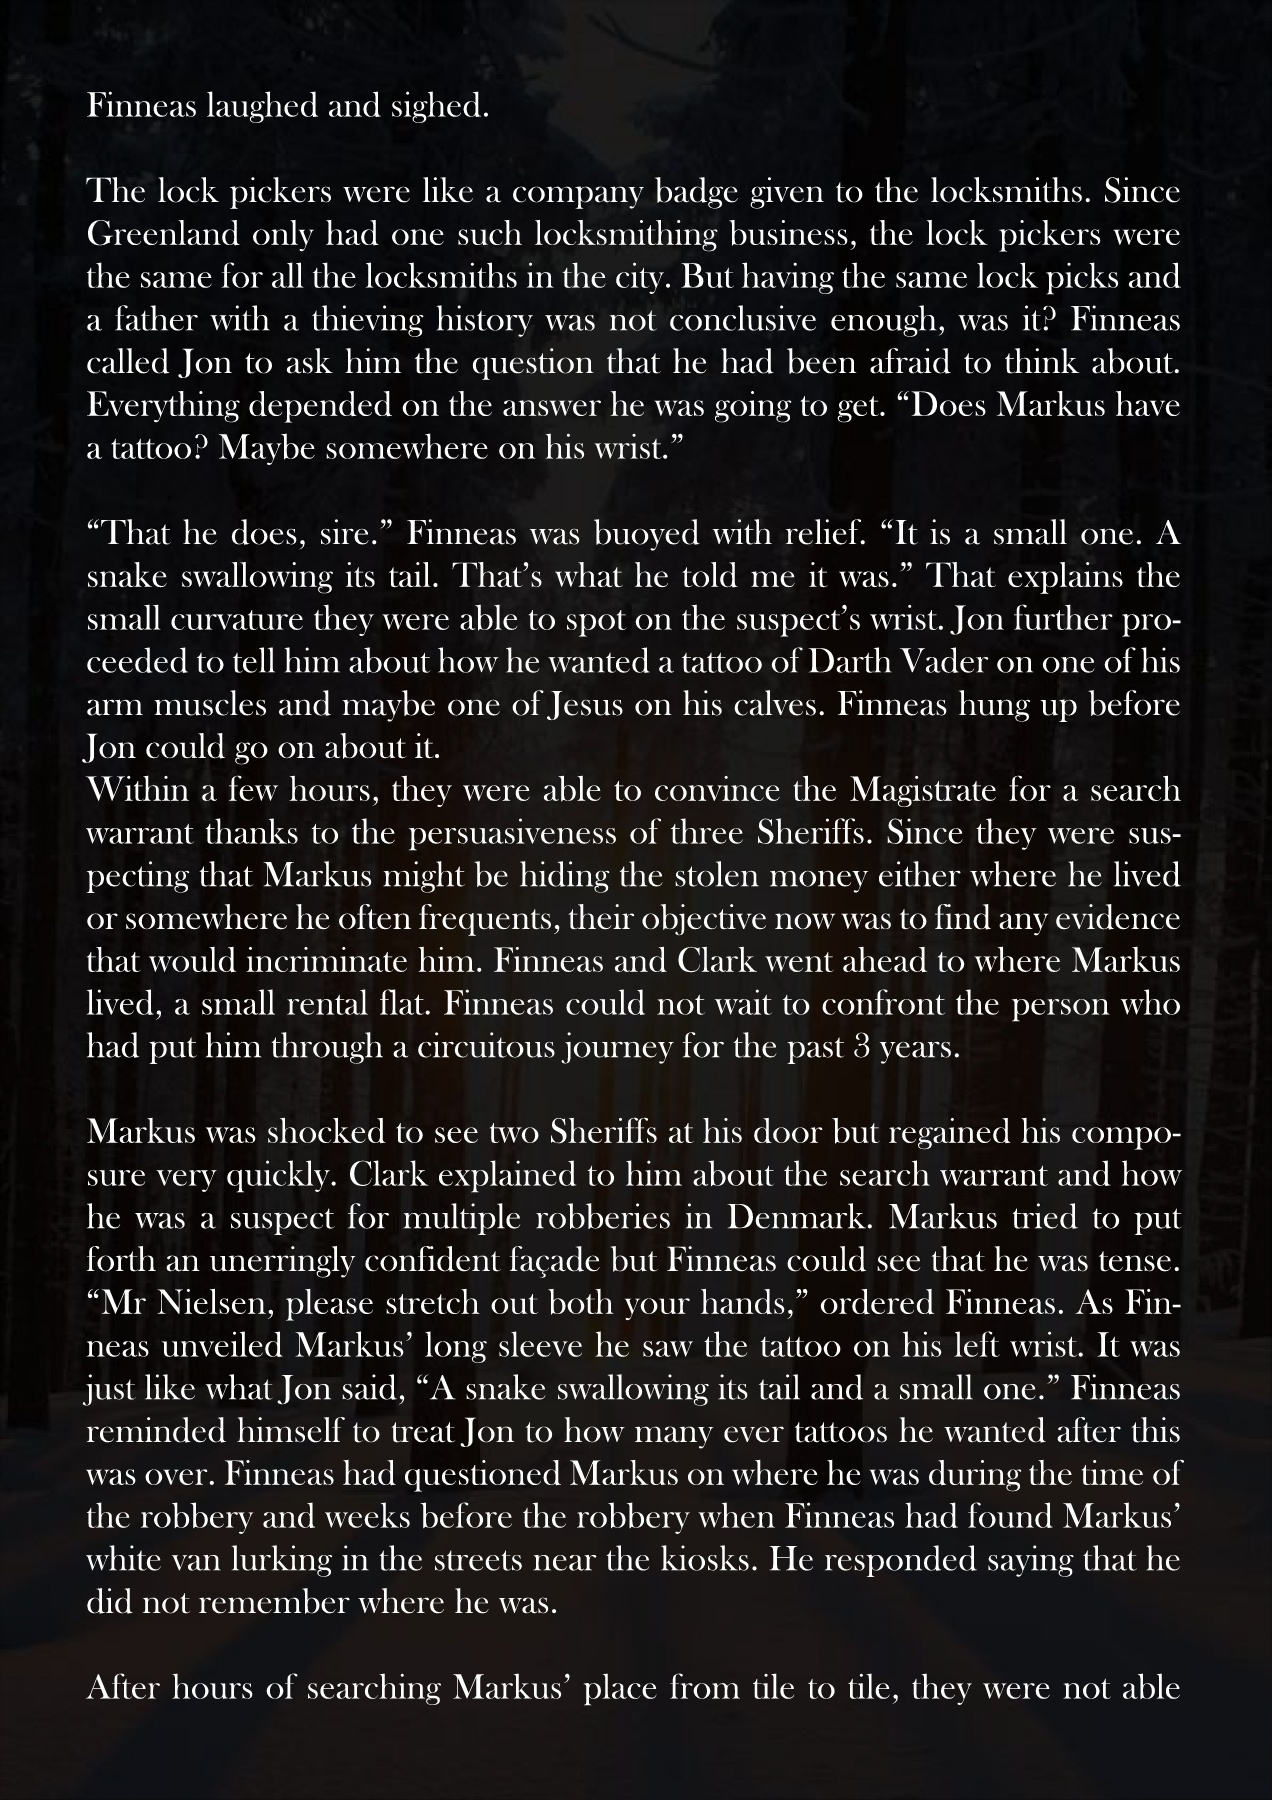 Finneas laughed and sighed.
The lock pickers were like a company badge given to the locksmiths. Since
Greenland only had one such locksmithing business, the lock pickers were
the same for all the locksmiths in the city. But having the same lock picks and
a father with a thieving history was not conclusive enough, was it? Finneas
called Jon to ask him the question that he had been afraid to think about.
Everything depended on the answer he was going to get. “Does Markus have
a tattoo? Maybe somewhere on his wrist.”
“That he does, sire.” Finneas was buoyed with relief. “It is a small one. A
snake swallowing its tail. That’s what he told me it was.” That explains the
small curvature they were able to spot on the suspect’s wrist. Jon further pro-
ceeded to tell him about how he wanted a tattoo of Darth Vader on one of his
arm muscles and maybe one of Jesus on his calves. Finneas hung up before
Jon could go on about it.
Within a few hours, they were able to convince the Magistrate for a search
warrant thanks to the persuasiveness of three Sheriffs. Since they were sus-
pecting that Markus might be hiding the stolen money either where he lived
or somewhere he often frequents, their objective now was to find any evidence
that would incriminate him. Finneas and Clark went ahead to where Markus
lived, a small rental flat. Finneas could not wait to confront the person who
had put him through a circuitous journey for the past 3 years.
Markus was shocked to see two Sheriffs at his door but regained his compo-
sure very quickly. Clark explained to him about the search warrant and how
he was a suspect for multiple robberies in Denmark. Markus tried to put
forth an unerringly confident façade but Finneas could see that he was tense.
“Mr Nielsen, please stretch out both your hands,” ordered Finneas. As Fin-
neas unveiled Markus’ long sleeve he saw the tattoo on his left wrist. It was
just like what Jon said, “A snake swallowing its tail and a small one.” Finneas
reminded himself to treat Jon to how many ever tattoos he wanted after this
was over. Finneas had questioned Markus on where he was during the time of
the robbery and weeks before the robbery when Finneas had found Markus’
white van lurking in the streets near the kiosks. He responded saying that he
did not remember where he was.
After hours of searching Markus’ place from tile to tile, they were not able